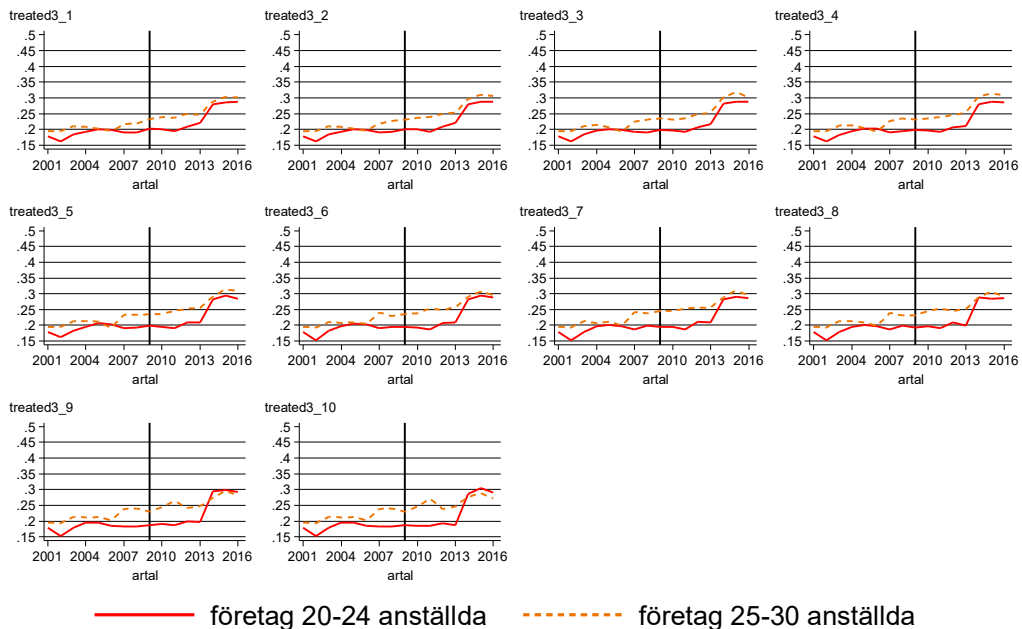 treated3_1 treated3_2 treated3_3 treated3_4
.5 .5 .5 .5
.45 .45 .45 .45
.4 .4 .4 .4
.35 .35 .35 .35
.3 .3 .3 .3
.25 .25 .25 .25
.2 .2 .2 .2
.15 .15 .15 .15
2001 2004 2007 2010 2013 2016 2001 2004 2007 2010 2013 2016 2001 2004 2007 2010 2013 2016 2001 2004 2007 2010 2013 2016
artal artal artal artal
treated3_5 treated3_6 treated3_7 treated3_8
.5 .5 .5 .5
.45 .45 .45 .45
.4 .4 .4 .4
.35 .35 .35 .35
.3 .3 .3 .3
.25 .25 .25 .25
.2 .2 .2 .2
.15 .15 .15 .15
2001 2004 2007 2010 2013 2016 2001 2004 2007 2010 2013 2016 2001 2004 2007 2010 2013 2016 2001 2004 2007 2010 2013 2016
artal artal artal artal
treated3_9 treated3_10
.5 .5
.45 .45
.4 .4
.35 .35
.3 .3
.25 .25
.2 .2
.15 .15
2001 2004 2007 2010 2013 2016 2001 2004 2007 2010 2013 2016
artal artal
företag 20-24 anställda företag 25-30 anställda